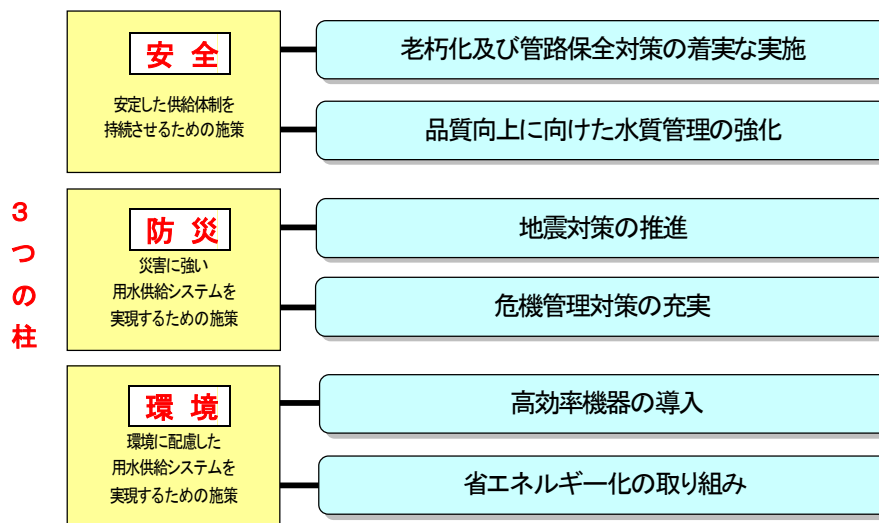 3つの柱
安全
安定した供給体制を
持続させるための施策
老朽化及び管路保全対策の着実な実施
品質向上に向けた水質管理の強化
防災
災害に強い
用水供給システムを
実現するための施策
地震対策の推進
危機管理対策の充実
環境
環境に配慮した
用水供給システムを
実現するための施策
高効率機器の導入
省エネルギー化の取り組み